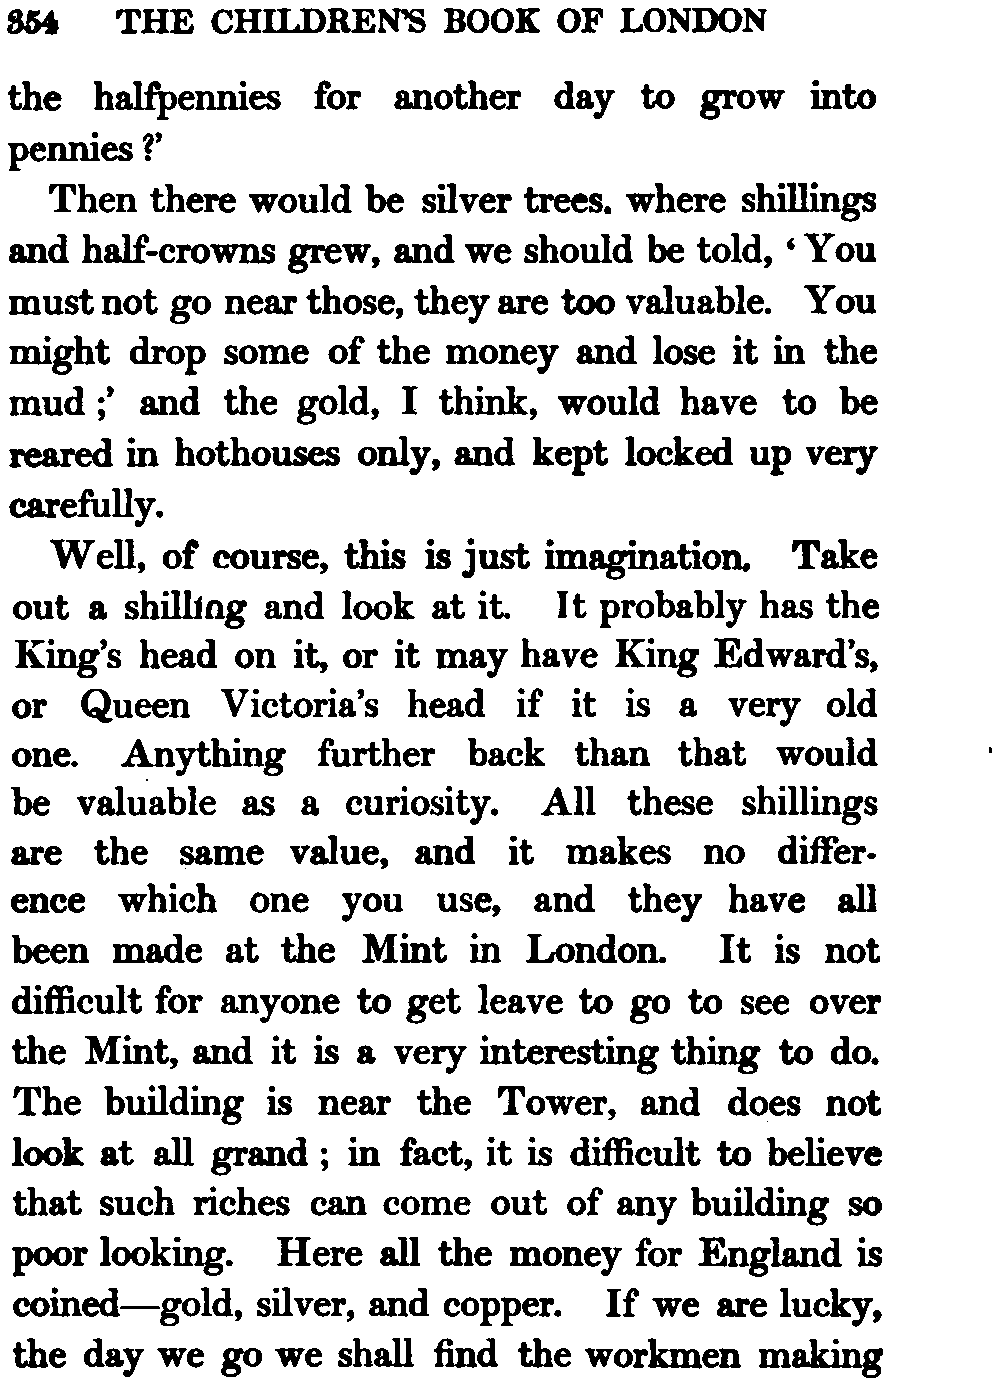 354 THE CHILDREN'S BOOK OF LONDON
the halfpennies for another day to grow into
pennies ?'
Then there would be silver trees. where shillings
and half-crowns grew, and we should be told, ‘ You
must not go near those, they are too valuable. You
might drop some of the money and lose it in the
mud ;’ and the gold, I think, would have to be
reared in hothouses only, and kept locked up very
carefully.
Well, of course, this is just imagination. Take
out a shilling and look at it. It probably has the
King's head on it, or it may have King Edward's,
or Queen Victoria's head if it is a very old
one. Anything further back than that would
be valuable as a curiosity. All these shillings
are the same value, and it makes no differ-
ence which one you use, and they have all
been made at the Mint in London. It is not
difficult for anyone to get leave to go to see over
the Mint, and it is a very interesting thing to do.
The building is near the Tower, and does not
look at all grand ; in fact, it is difficult to believe
that such riches can come out of any building so
poor looking. Here all the money for England is
coined—gold, silver, and copper. If we are lucky,
the day we go we shall find the workmen making